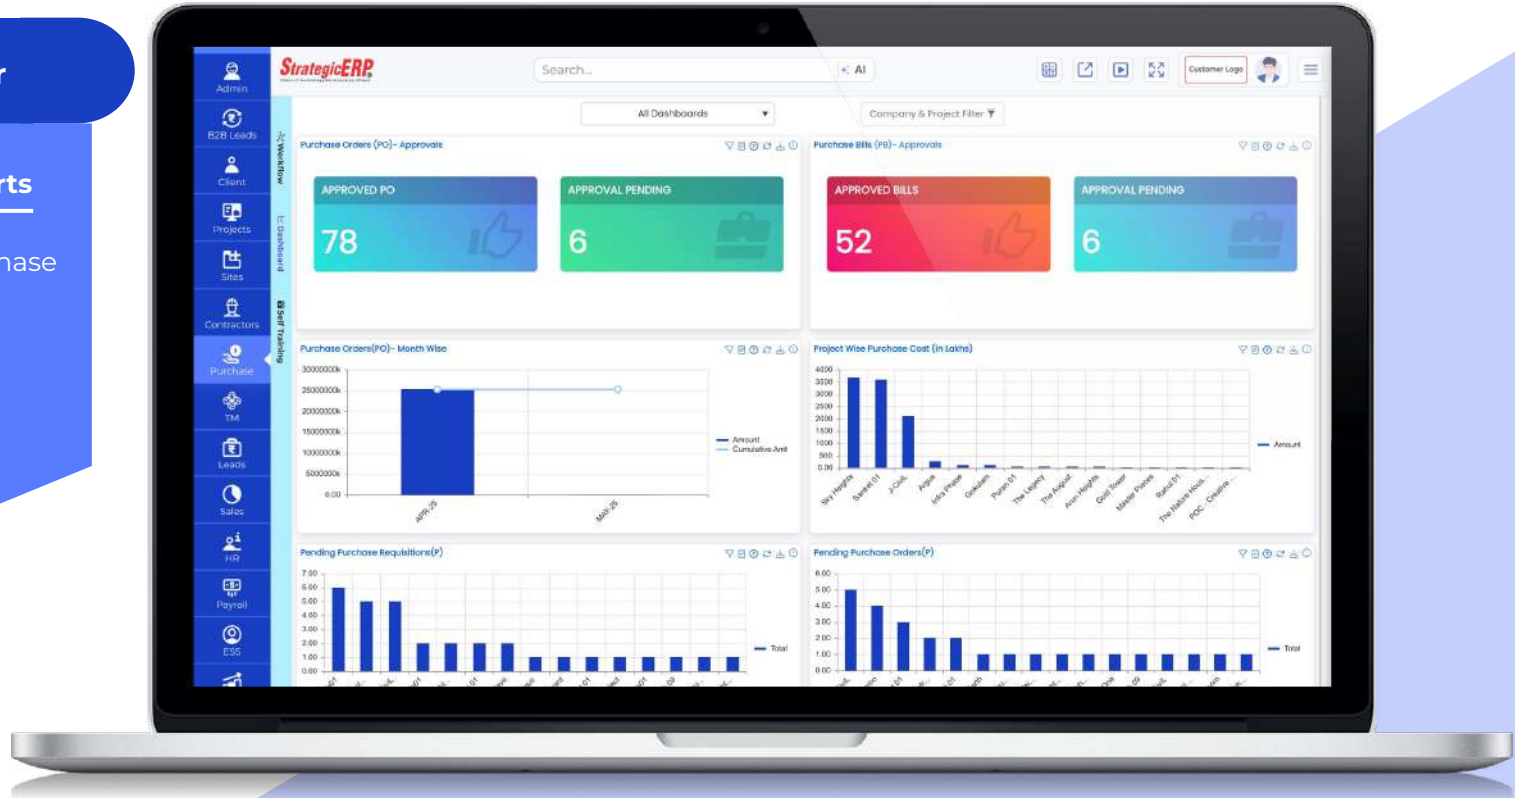 r
rts
hase
StrategicERP
Search...
AI
Customer Logo
Admin
B2B Leads
Client
Projects
Sites
Contractors
Purchase
TM
Leads
Sales
HR
Payroll
ESS
Workflow
Dashboard
Self Training
All Dashboards
Company & Project Filter
Purchase Orders (PO)- Approvals
APPROVED PO
78
APPROVAL PENDING
6
Purchase Bills (PB)- Approvals
APPROVED BILLS
52
APPROVAL PENDING
6
Purchase Orders(PO)- Month Wise
30000000k
25000000k
20000000k
15000000k
10000000k
5000000k
0.00
APR-25
MAY-25
Amount
Cumulative Amt
Project Wise Purchase Cost (in Lakhs)
4000
3500
3000
2500
2000
1500
1000
500
0.00
Sky Heights
Sanket 01
J-Civil
Argus
Infra Phase
Gokulam
Puran 01
The Legacy
The August
Arun Heights
Gold Tower
Master Pieces
Rahul 01
The Nature Hous...
POC - Creative ...
Amount
Pending Purchase Requisitions(P)
7.00
6.00
5.00
4.00
3.00
2.00
1.00
0.00
Total
Pending Purchase Orders(P)
6.00
5.00
4.00
3.00
2.00
1.00
0.00
Total